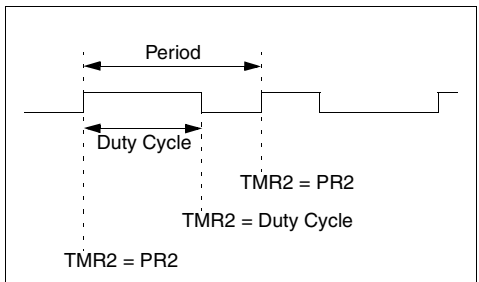 Period
Duty Cycle
TMR2 = PR2
TMR2 = Duty Cycle
TMR2 = PR2